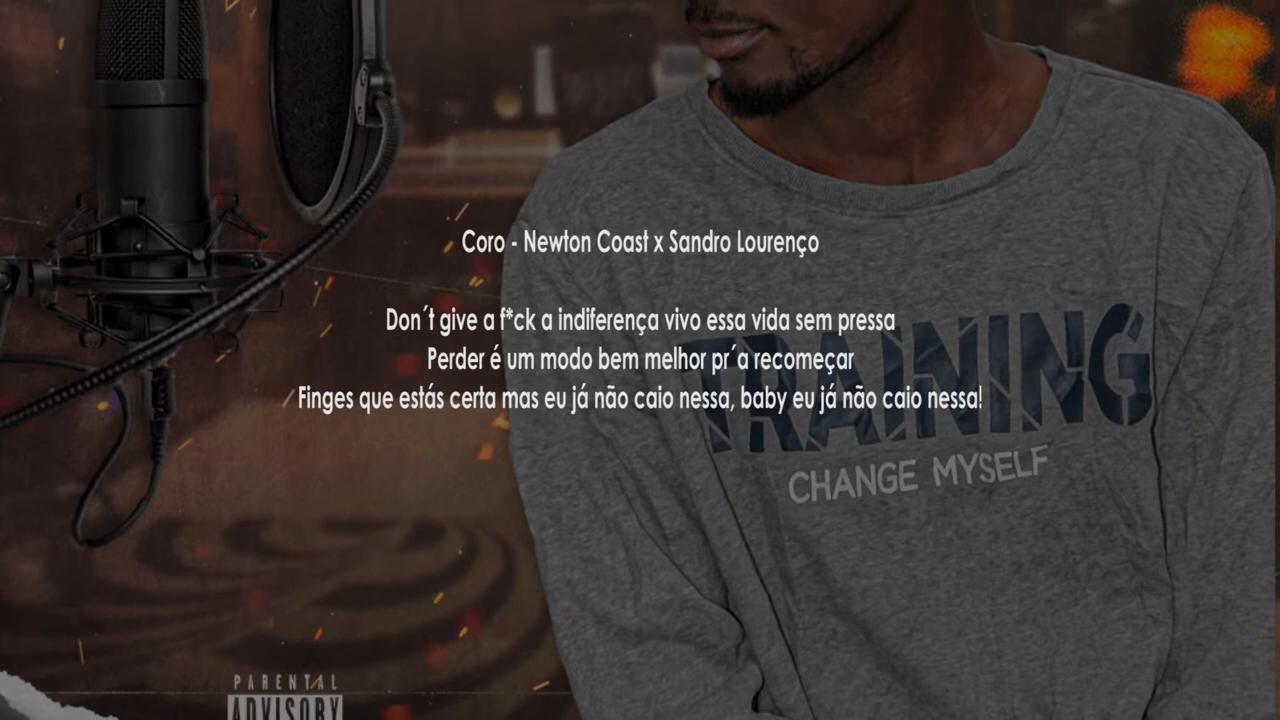 Coro - Newton Coast x Sandro Lourenço
Don´t give a f*ck a indiferença vivo essa vida sem pressa
Perder é um modo bem melhor pr´a recomeçar
Finges que estás certa mas eu já não caio nessa, baby eu já não caio nessa!
TRAINING
CHANGE MYSELF
PARENTAL
ADVISORY